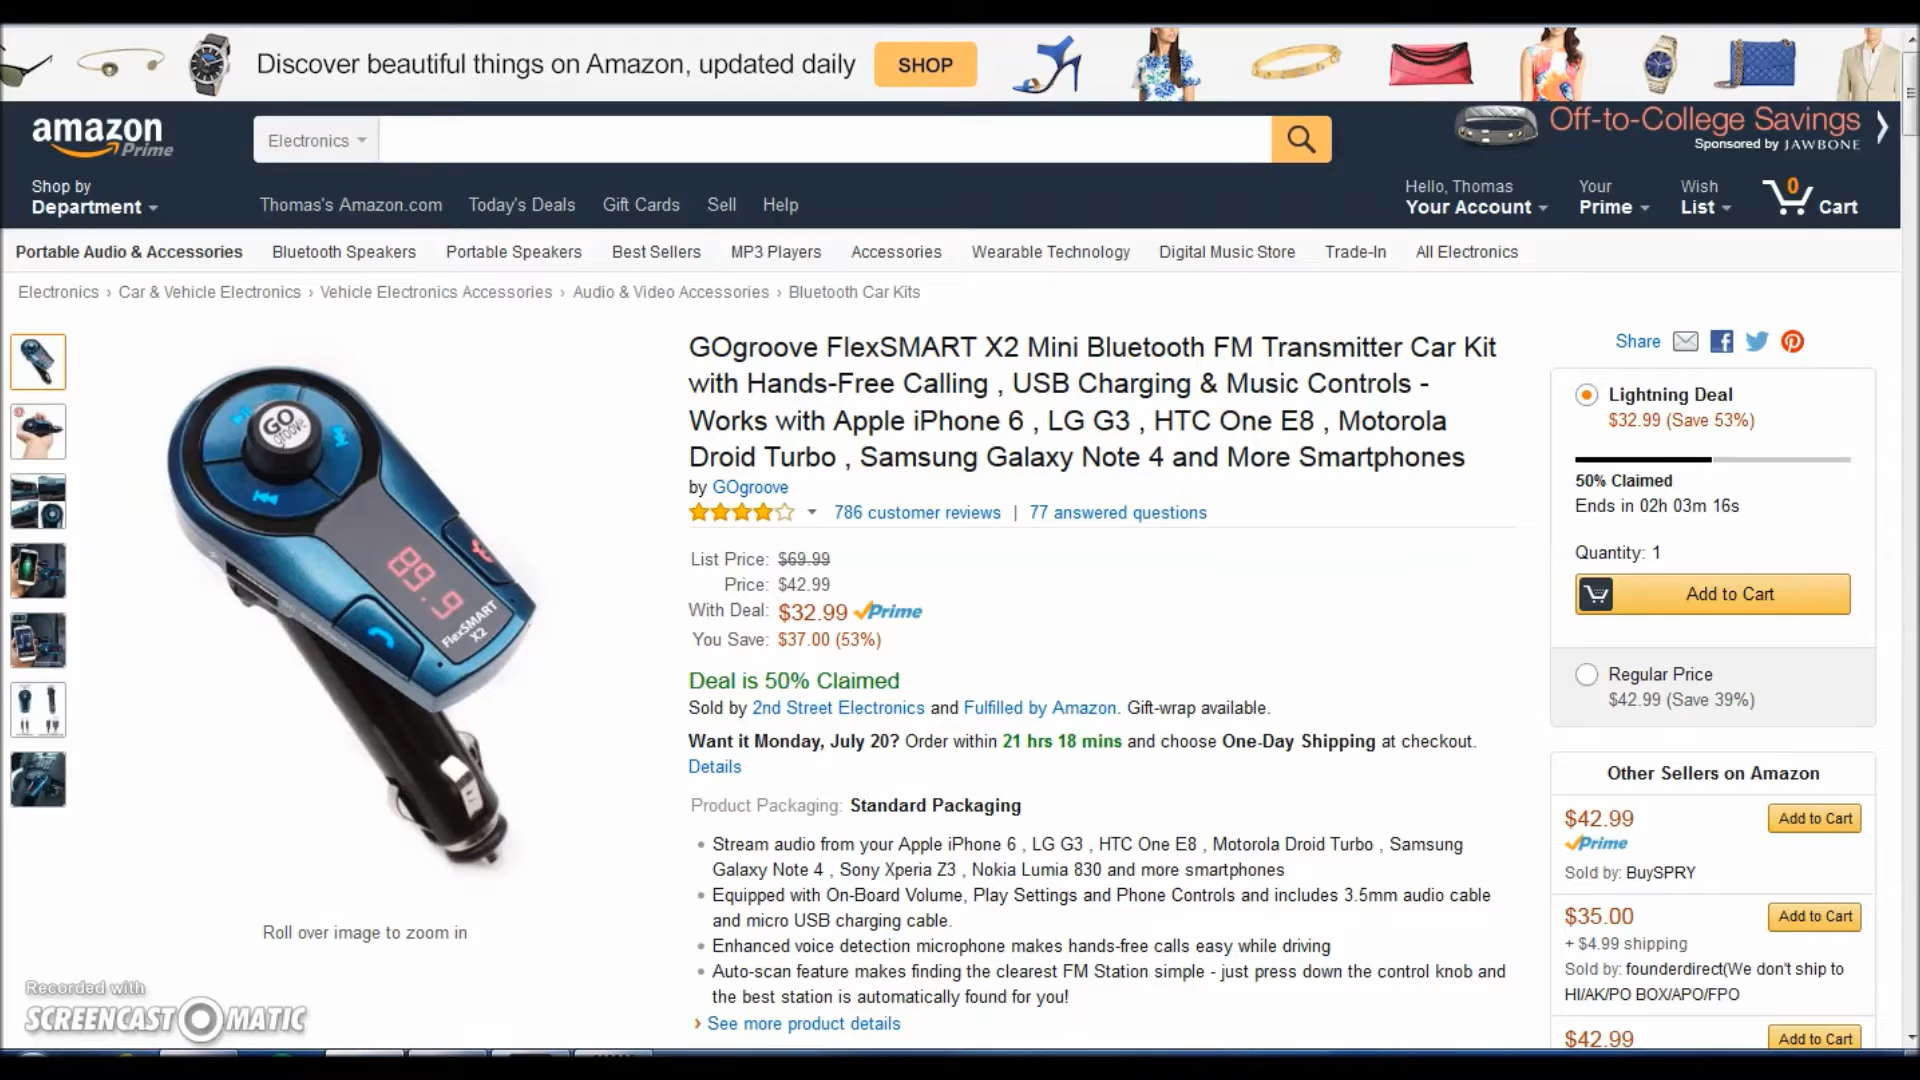 Discover beautiful things on Amazon, updated daily
SHOP
amazon
Prime
Electronics
Off-to-College Savings
Sponsored by JAWBONE
Shop by
Department
Thomas's Amazon.com
Today's Deals
Gift Cards
Sell
Help
Hello, Thomas
Your Account
Your
Prime
Wish
List
0
Cart
Portable Audio & Accessories
Bluetooth Speakers
Portable Speakers
Best Sellers
MP3 Players
Accessories
Wearable Technology
Digital Music Store
Trade-In
All Electronics
Electronics › Car & Vehicle Electronics › Vehicle Electronics Accessories › Audio & Video Accessories › Bluetooth Car Kits
GO
groove
89.9
FlexSMART
X2
Roll over image to zoom in
GOgroove FlexSMART X2 Mini Bluetooth FM Transmitter Car Kit
with Hands-Free Calling , USB Charging & Music Controls -
Works with Apple iPhone 6 , LG G3 , HTC One E8 , Motorola
Droid Turbo , Samsung Galaxy Note 4 and More Smartphones
by GOgroove
786 customer reviews | 77 answered questions
List Price: $69.99
Price: $42.99
With Deal: $32.99 Prime
You Save: $37.00 (53%)
Deal is 50% Claimed
Sold by 2nd Street Electronics and Fulfilled by Amazon. Gift-wrap available.
Want it Monday, July 20? Order within 21 hrs 18 mins and choose One-Day Shipping at checkout.
Details
Product Packaging: Standard Packaging
• Stream audio from your Apple iPhone 6 , LG G3 , HTC One E8 , Motorola Droid Turbo , Samsung
Galaxy Note 4 , Sony Xperia Z3 , Nokia Lumia 830 and more smartphones
• Equipped with On-Board Volume, Play Settings and Phone Controls and includes 3.5mm audio cable
and micro USB charging cable.
• Enhanced voice detection microphone makes hands-free calls easy while driving
• Auto-scan feature makes finding the clearest FM Station simple - just press down the control knob and
the best station is automatically found for you!
› See more product details
Share
Lightning Deal
$32.99 (Save 53%)
50% Claimed
Ends in 02h 03m 16s
Quantity: 1
Add to Cart
Regular Price
$42.99 (Save 39%)
Other Sellers on Amazon
$42.99
Add to Cart
Prime
Sold by: BuySPRY
$35.00
Add to Cart
+ $4.99 shipping
Sold by: founderdirect(We don't ship to
HI/AK/PO BOX/APO/FPO
$42.99
Add to Cart
Recorded with
SCREENCAST MATIC